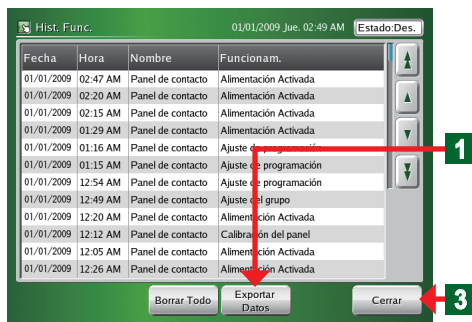 Hist. Func. 01/01/2009 Jue. 02:49 AM Estado:Des.
Fecha Hora Nombre Funcionam.
01/01/2009 02:47 AM Panel de contacto Alimentación Activada
01/01/2009 02:20 AM Panel de contacto Alimentación Activada
01/01/2009 02:15 AM Panel de contacto Alimentación Activada
01/01/2009 01:29 AM Panel de contacto Alimentación Activada
01/01/2009 01:16 AM Panel de contacto Ajuste de programación
01/01/2009 01:15 AM Panel de contacto Ajuste de programación
01/01/2009 12:54 AM Panel de contacto Ajuste de programación
01/01/2009 12:49 AM Panel de contacto Ajuste del grupo
01/01/2009 12:20 AM Panel de contacto Alimentación Activada
01/01/2009 12:12 AM Panel de contacto Calibración del panel
01/01/2009 12:05 AM Panel de contacto Alimentación Activada
01/01/2009 12:26 AM Panel de contacto Alimentación Activada
Borrar Todo Exportar Datos Cerrar
1
3